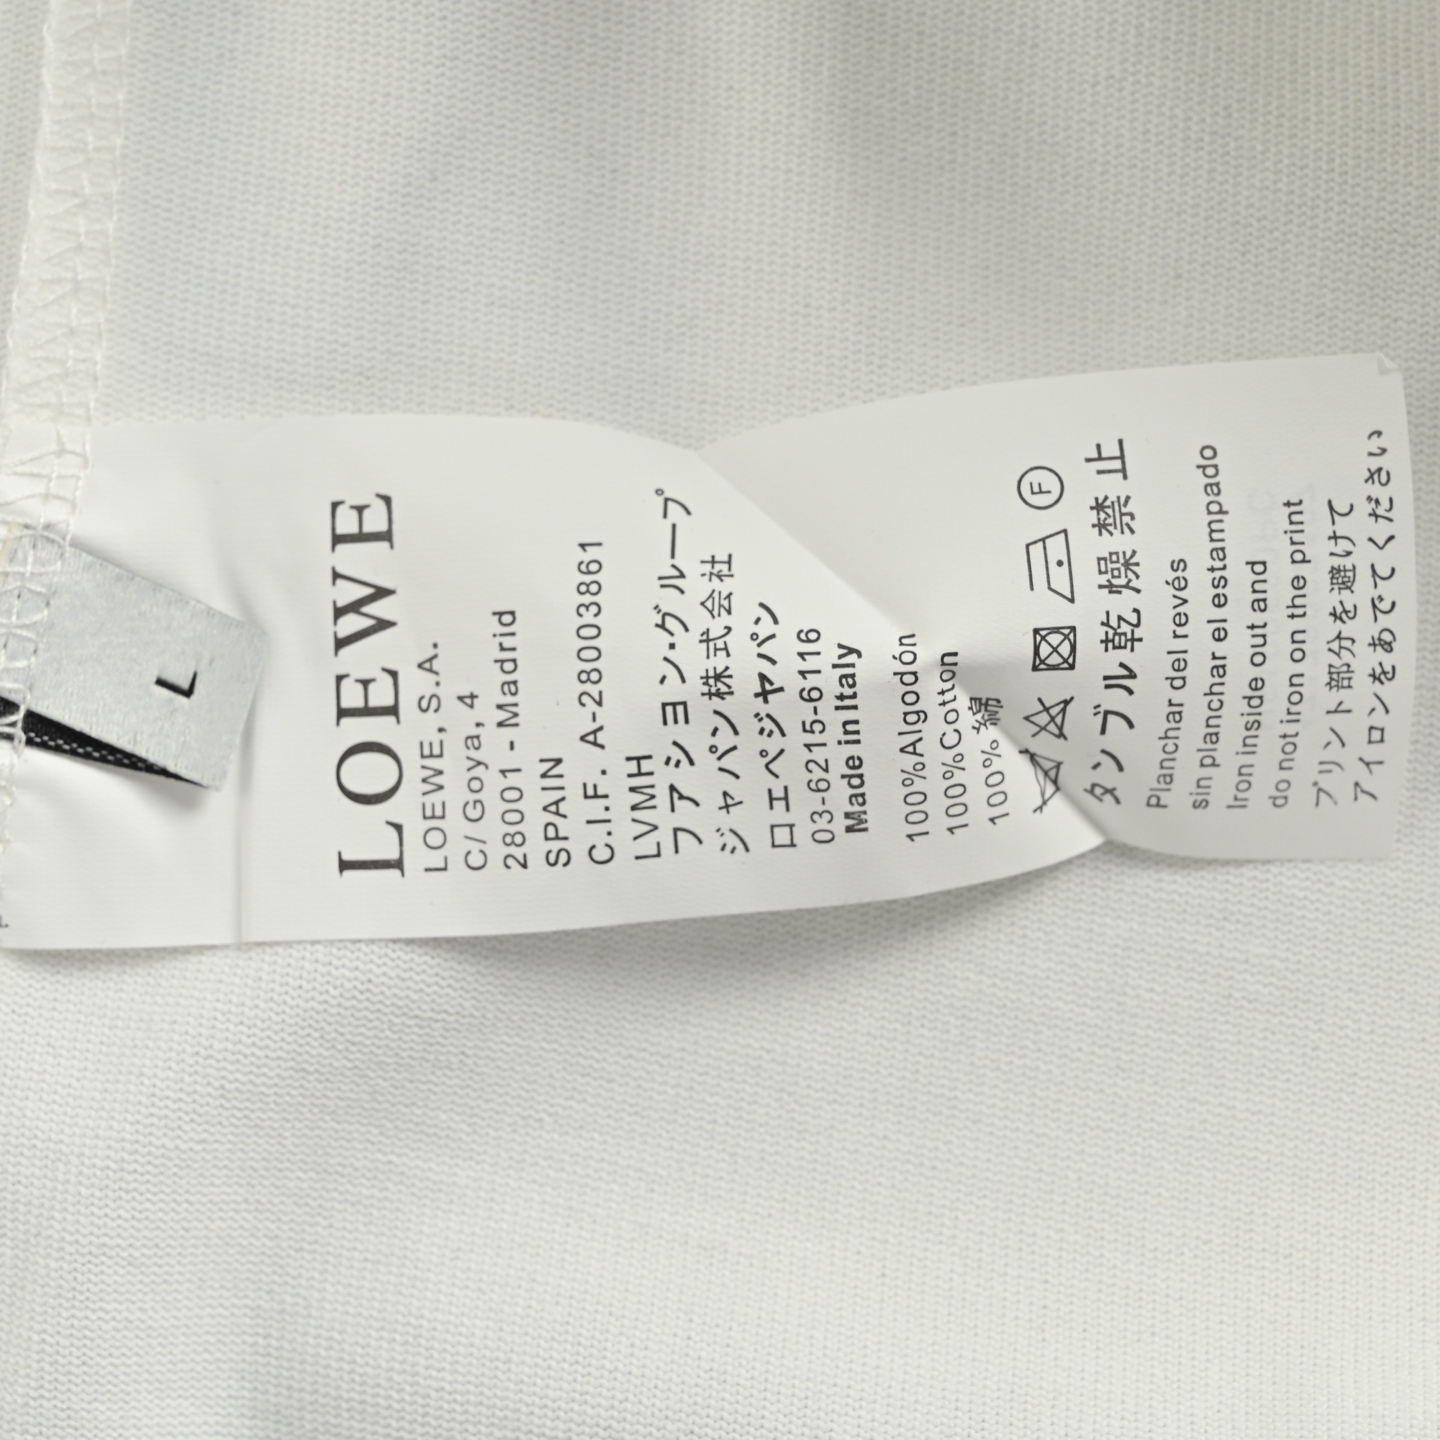 L
LOEWE
LOEWE, S.A.
C/ Goya, 4
28001 - Madrid
SPAIN
C.I.F. A-28003861
LVMH
フアシヨン・グループ
ジャパン株式会社
ロエベジヤパン
03-6215-6116
Made in Italy
100%Algodón
100%Cotton
100%綿
F
タンブル乾燥禁止
Planchar del revés
sin planchar el estampado
Iron inside out and
do not iron on the print
プリント部分を避けて
アイロンをあでてください